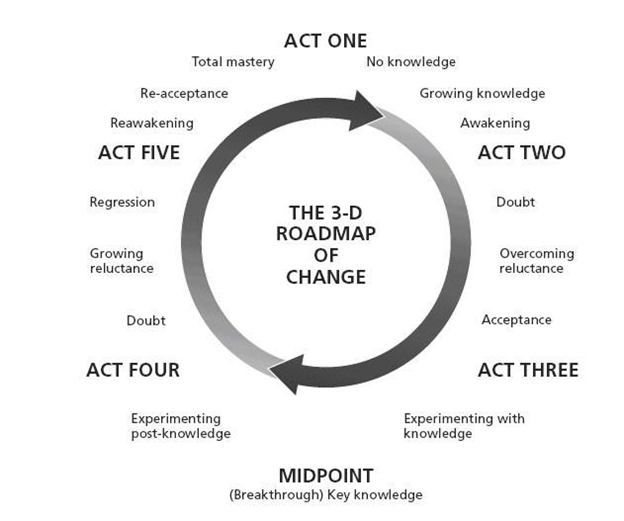 ACT ONE
No knowledge
Growing knowledge
Awakening
ACT TWO
Doubt
Overcoming
reluctance
Acceptance
ACT THREE
Experimenting with
knowledge
MIDPOINT
(Breakthrough) Key knowledge
Experimenting
post-knowledge
ACT FOUR
Doubt
Growing
reluctance
Regression
ACT FIVE
Reawakening
Re-acceptance
Total mastery
THE 3-D
ROADMAP
OF
CHANGE